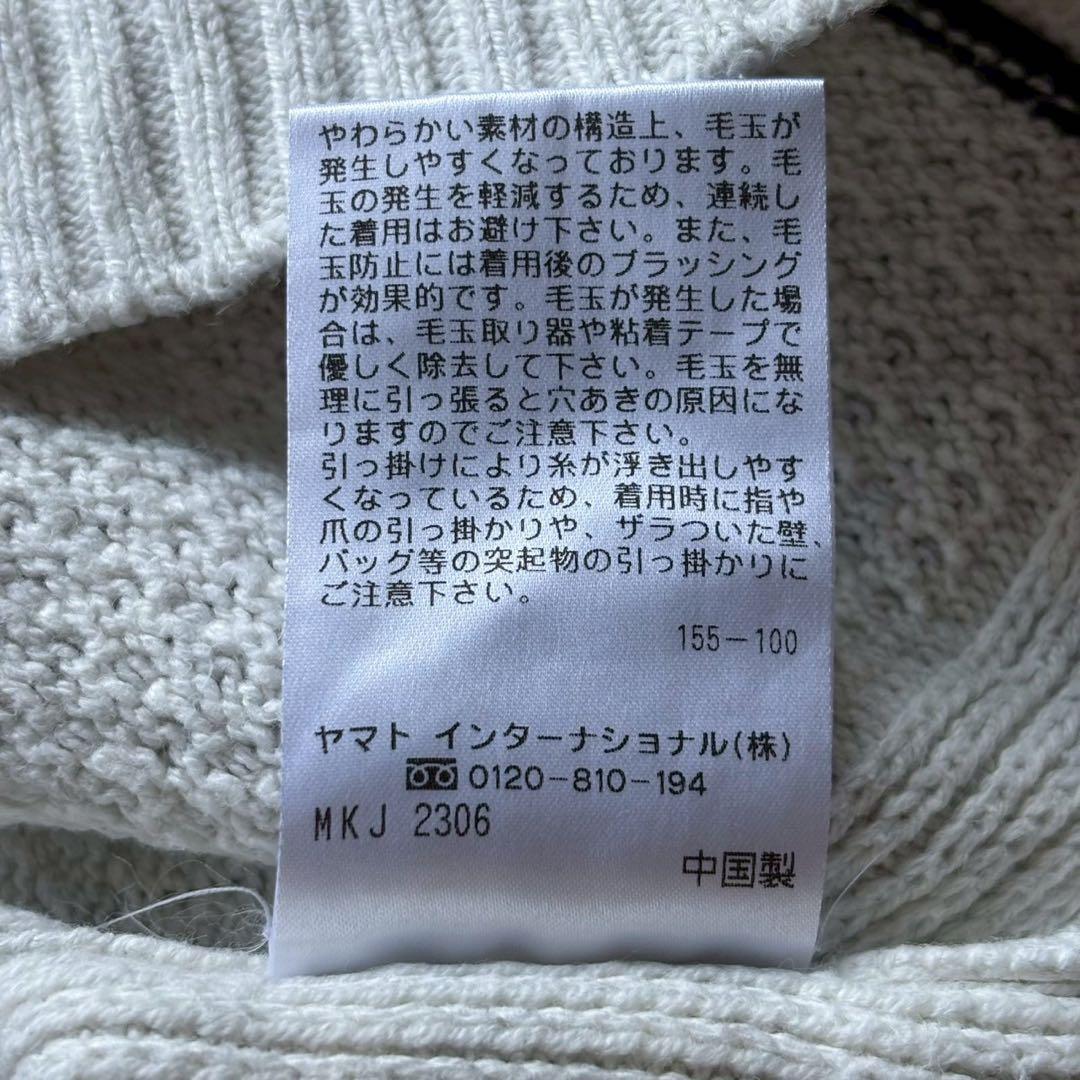 やわらかい素材の構造上、毛玉が
発生しやすくなっております。毛
玉の発生を軽減するため、連続し
た着用はお避け下さい。また、毛
玉防止には着用後のブラッシング
が効果的です。毛玉が発生した場
合は、毛玉取り器や粘着テープで
優しく除去して下さい。毛玉を無
理に引っ張ると穴あきの原因にな
りますのでご注意下さい。
引っ掛けにより糸が浮き出しやす
くなっているため、着用時に指や
爪の引っ掛かりや、ザラついた壁、
バッグ等の突起物の引っ掛かりに
ご注意下さい。
155-100
ヤマト インターナショナル(株)
0120-810-194
MKJ 2306
中国製